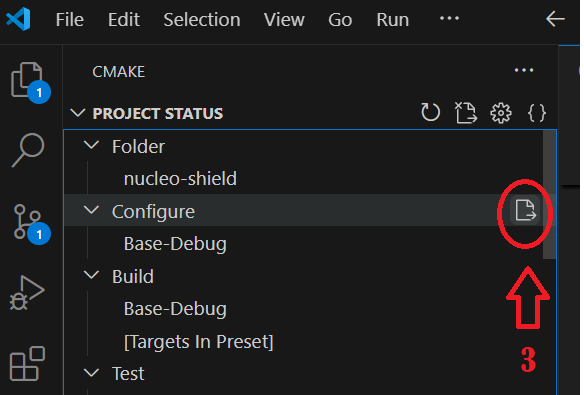 File Edit Selection View Go Run ···
CMAKE ···
PROJECT STATUS { }
1
Folder
nucleo-shield
Configure
1
Base-Debug
Build
Base-Debug
[Targets In Preset]
3
Test